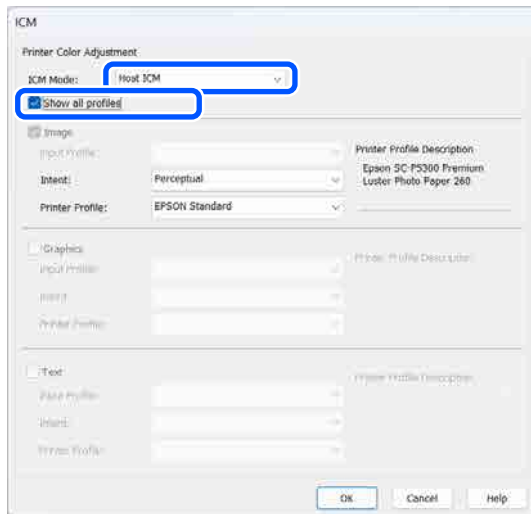 ICM
Printer Color Adjustment
ICM Mode: Host ICM
Show all profiles
Image
Input Profile: Printer Profile Description
Epson SC-P5300 Premium
Luster Photo Paper 260
Intent: Perceptual
Printer Profile: EPSON Standard
Graphics
Input Profile: Printer Profile Description
Intent:
Printer Profile:
Text
Input Profile: Printer Profile Description
Intent:
Printer Profile:
OK Cancel Help